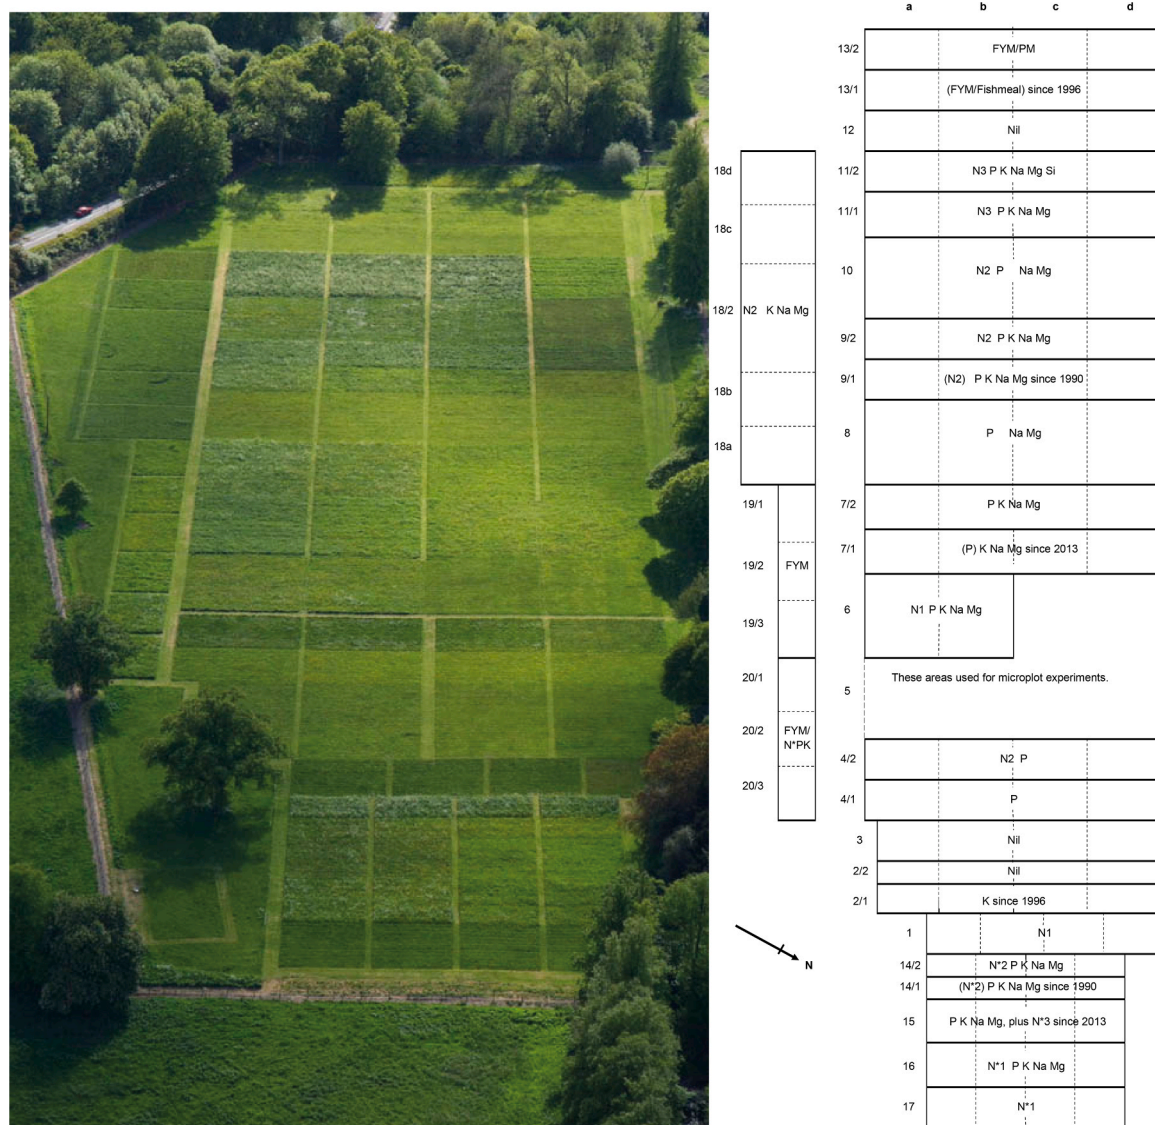 a b c d
13/2 FYM/PM
13/1 (FYM/Fishmeal) since 1996
12 Nil
18d
11/2 N3 P K Na Mg Si
11/1 N3 P K Na Mg
18c
10 N2 P Na Mg
18/2 N2 K Na Mg
9/2 N2 P K Na Mg
9/1 (N2) P K Na Mg since 1990
18b
8 P Na Mg
18a
19/1
7/2 P K Na Mg
7/1 (P) K Na Mg since 2013
19/2 FYM
6 N1 P K Na Mg
19/3
20/1
These areas used for microplot experiments.
5
20/2 FYM/
N*PK
4/2 N2 P
20/3
4/1 P
3 Nil
2/2 Nil
2/1 K since 1996
1 N1
N
14/2 N*2 P K Na Mg
14/1 (N*2) P K Na Mg since 1990
15 P K Na Mg, plus N*3 since 2013
16 N*1 P K Na Mg
17 N*1